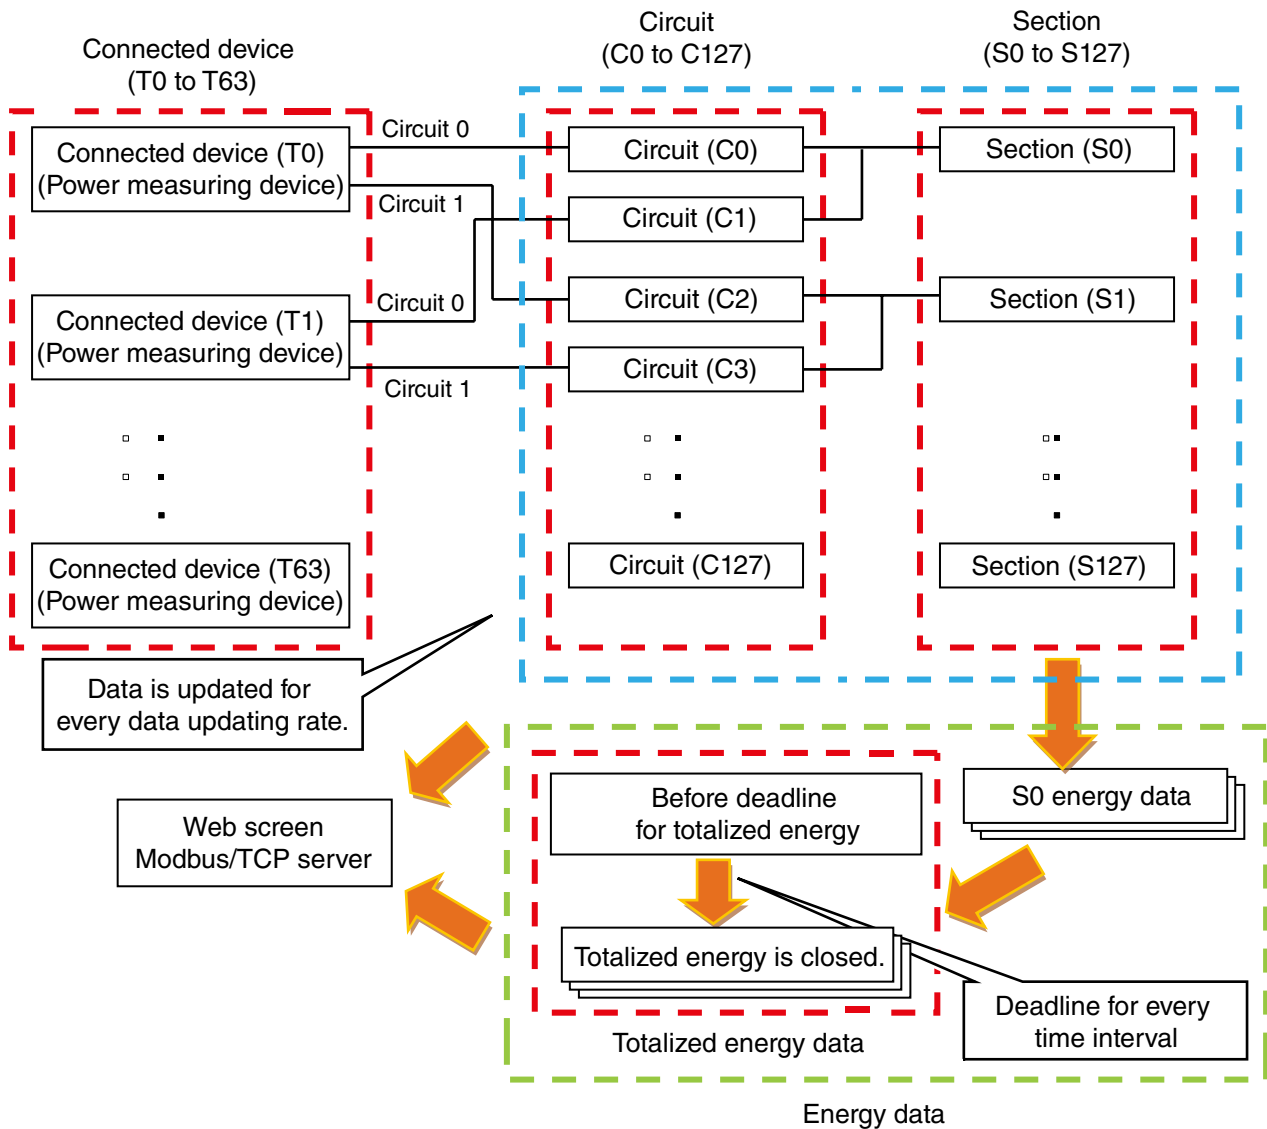 Connected device
(T0 to T63)
Circuit
(C0 to C127)
Section
(S0 to S127)
Connected device (T0)
(Power measuring device)
Circuit 0
Circuit 1
Circuit (C0)
Section (S0)
Circuit (C1)
Connected device (T1)
(Power measuring device)
Circuit 0
Circuit 1
Circuit (C2)
Section (S1)
Circuit (C3)
Connected device (T63)
(Power measuring device)
Circuit (C127)
Section (S127)
Data is updated for
every data updating rate.
Web screen
Modbus/TCP server
Before deadline
for totalized energy
S0 energy data
Totalized energy is closed.
Deadline for every
time interval
Totalized energy data
Energy data